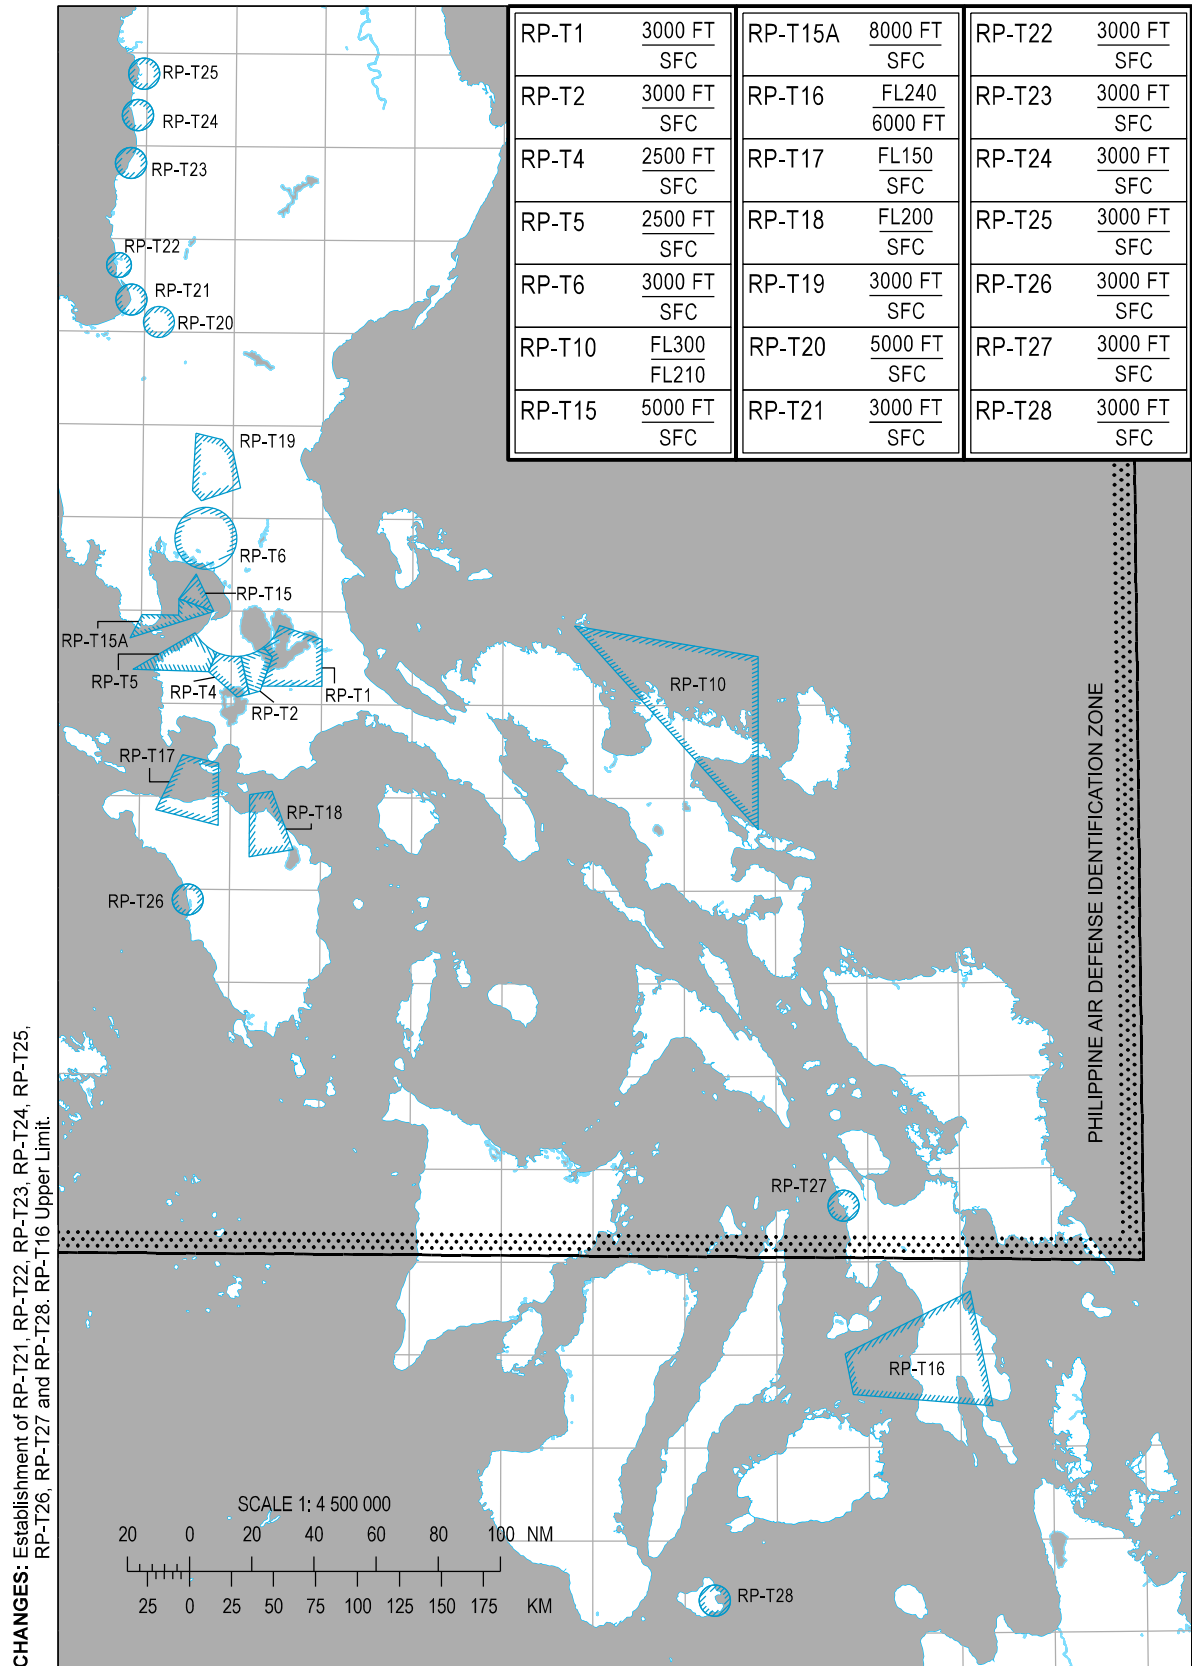 RP-T1 3000 FT SFC
RP-T2 3000 FT SFC
RP-T4 2500 FT SFC
RP-T5 2500 FT SFC
RP-T6 3000 FT SFC
RP-T10 FL300 FL210
RP-T15 5000 FT SFC
RP-T15A 8000 FT SFC
RP-T16 FL240 6000 FT
RP-T17 FL150 SFC
RP-T18 FL200 SFC
RP-T19 3000 FT SFC
RP-T20 5000 FT SFC
RP-T21 3000 FT SFC
RP-T22 3000 FT SFC
RP-T23 3000 FT SFC
RP-T24 3000 FT SFC
RP-T25 3000 FT SFC
RP-T26 3000 FT SFC
RP-T27 3000 FT SFC
RP-T28 3000 FT SFC
RP-T25
RP-T24
RP-T23
RP-T22
RP-T21
RP-T20
RP-T19
RP-T6
RP-T15
RP-T15A
RP-T5
RP-T4
RP-T2
RP-T1
RP-T10
RP-T17
RP-T18
RP-T26
RP-T27
RP-T16
RP-T28
PHILIPPINE AIR DEFENSE IDENTIFICATION ZONE
SCALE 1: 4 500 000
20 0 20 40 60 80 100 NM
25 0 25 50 75 100 125 150 175 KM
CHANGES: Establishment of RP-T21, RP-T22, RP-T23, RP-T24, RP-T25,
RP-T26, RP-T27 and RP-T28. RP-T16 Upper Limit.